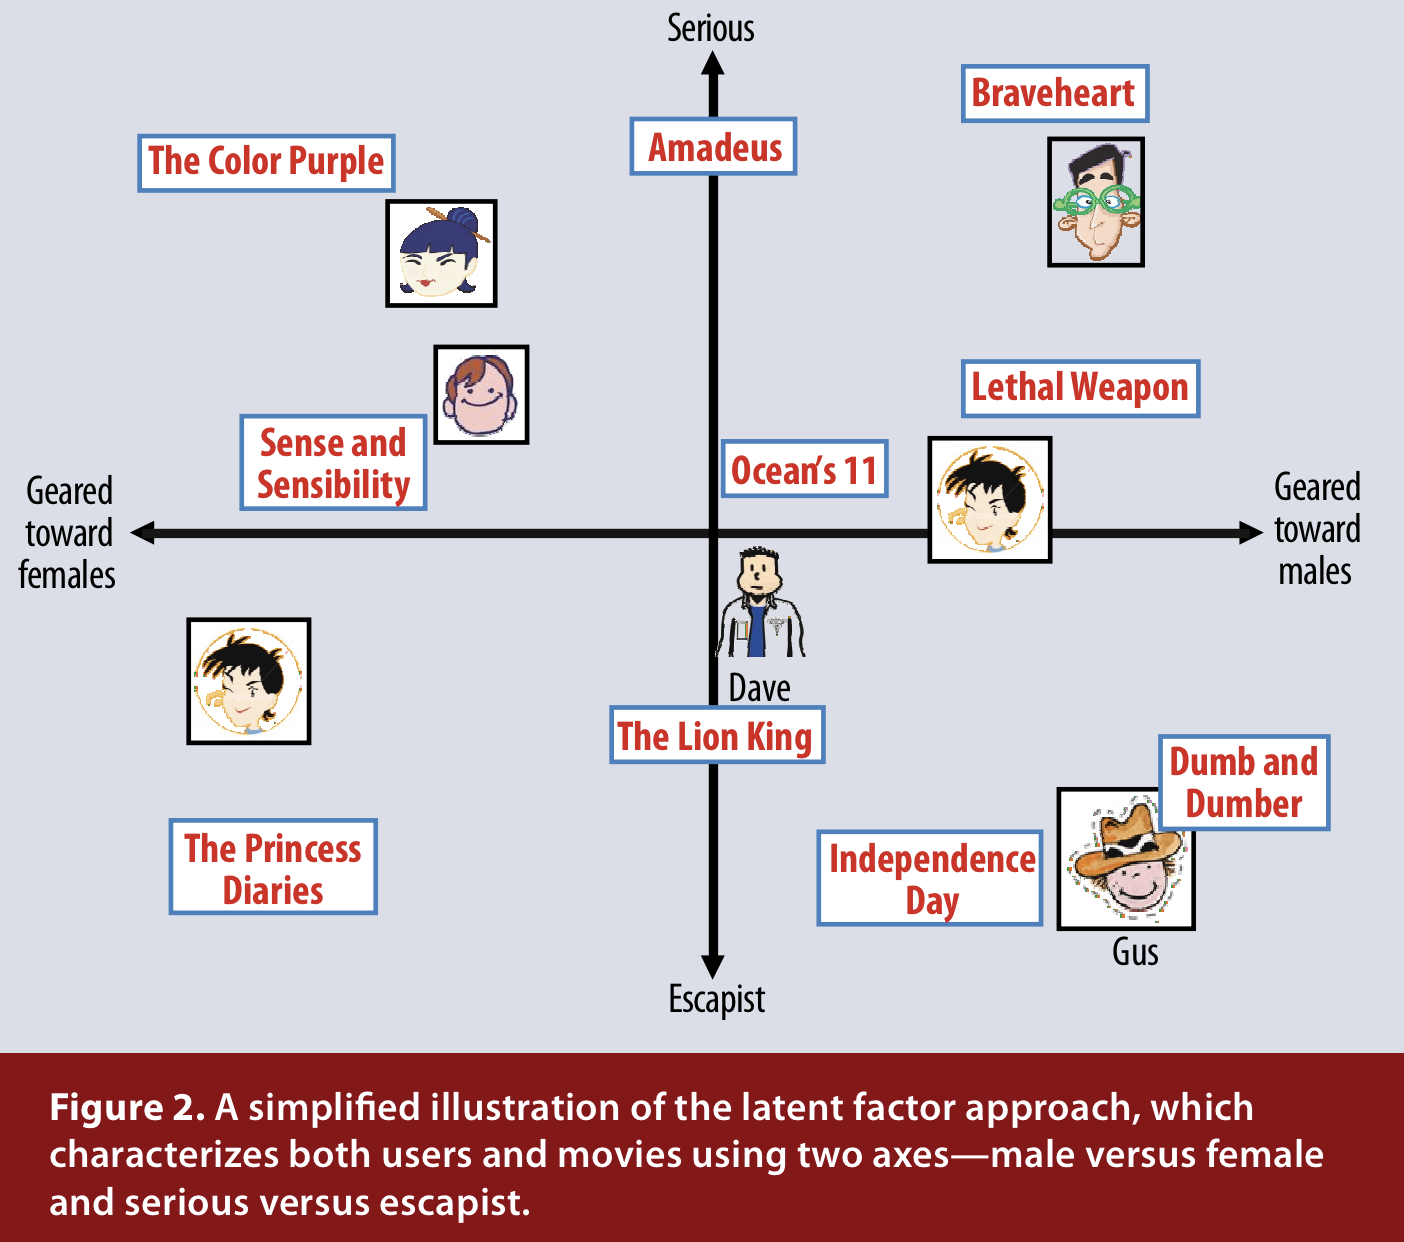 Serious
Braveheart
Amadeus
The Color Purple
Lethal Weapon
Sense and
Sensibility
Ocean's 11
Geared
toward
females
Geared
toward
males
Dave
The Lion King
Dumb and
Dumber
The Princess
Diaries
Independence
Day
Gus
Escapist
Figure 2. A simplified illustration of the latent factor approach, which
characterizes both users and movies using two axes—male versus female
and serious versus escapist.